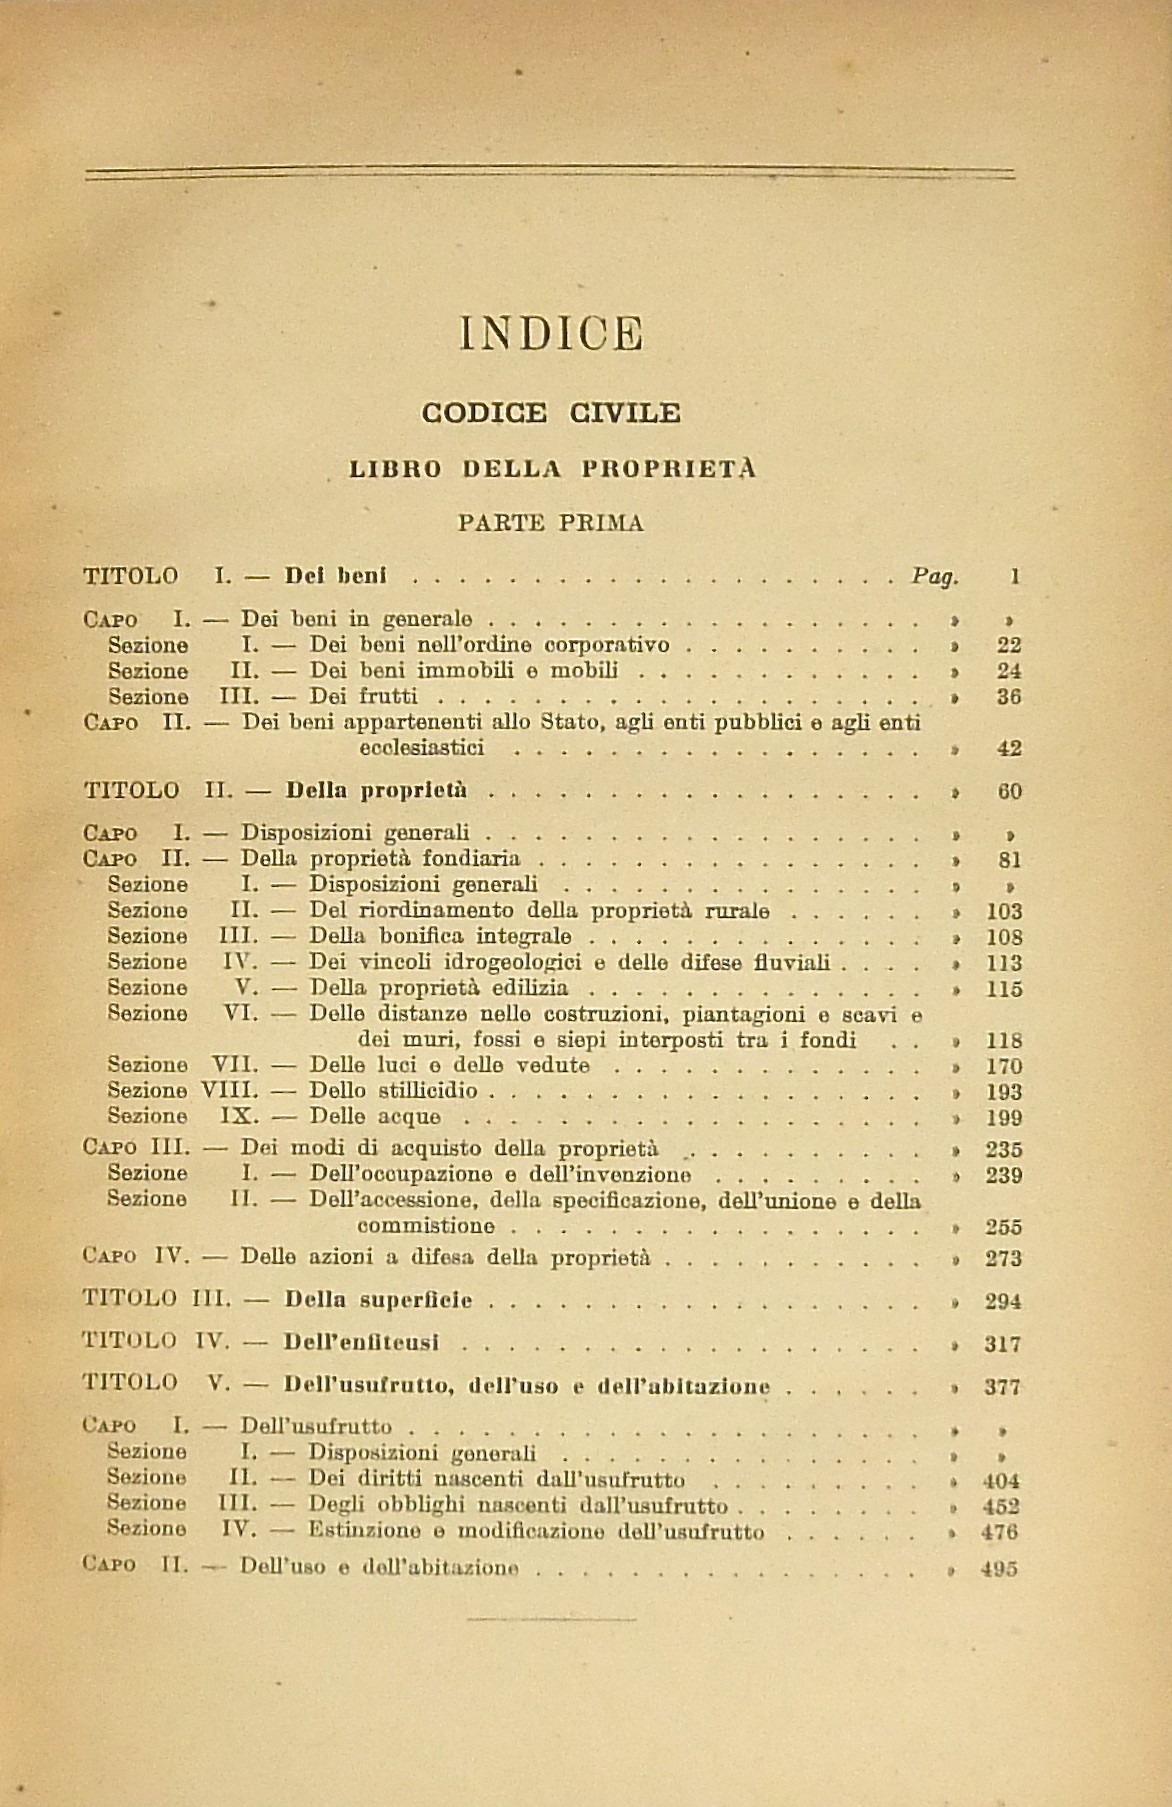 INDICE
CODICE CIVILE
LIBRO DELLA PROPRIETÀ
PARTE PRIMA
TITOLO I. — Dei beni . . . . . . . . . . . . . . . . . . . . Pag. 1
CAPO I. — Dei beni in generale . . . . . . . . . . . . . . . . . . » »
Sezione I. — Dei beni nell'ordine corporativo . . . . . . . . . . » 22
Sezione II. — Dei beni immobili e mobili . . . . . . . . . . . . » 24
Sezione III. — Dei frutti . . . . . . . . . . . . . . . . . . . . » 36
CAPO II. — Dei beni appartenenti allo Stato, agli enti pubblici e agli enti
ecclesiastici . . . . . . . . . . . . . . . . . » 42
TITOLO II. — Della proprietà . . . . . . . . . . . . . . . . . . » 60
CAPO I. — Disposizioni generali . . . . . . . . . . . . . . . . . . » »
CAPO II. — Della proprietà fondiaria . . . . . . . . . . . . . . . . » 81
Sezione I. — Disposizioni generali . . . . . . . . . . . . . . . » »
Sezione II. — Del riordinamento della proprietà rurale . . . . . . » 103
Sezione III. — Della bonifica integrale . . . . . . . . . . . . . . » 108
Sezione IV. — Dei vincoli idrogeologici e delle difese fluviali . . . . » 113
Sezione V. — Della proprietà edilizia . . . . . . . . . . . . . . » 115
Sezione VI. — Delle distanze nelle costruzioni, piantagioni e scavi e
dei muri, fossi e siepi interposti tra i fondi . . » 118
Sezione VII. — Delle luci e delle vedute . . . . . . . . . . . . . » 170
Sezione VIII. — Dello stillicidio . . . . . . . . . . . . . . . . . . » 193
Sezione IX. — Delle acque . . . . . . . . . . . . . . . . . . . » 199
CAPO III. — Dei modi di acquisto della proprietà . . . . . . . . . . » 235
Sezione I. — Dell'occupazione e dell'invenzione . . . . . . . . . » 239
Sezione II. — Dell'accessione, della specificazione, dell'unione e della
commistione . . . . . . . . . . . . . . . . . » 255
CAPO IV. — Delle azioni a difesa della proprietà . . . . . . . . . . . » 273
TITOLO III. — Della superficie . . . . . . . . . . . . . . . . . . » 294
TITOLO IV. — Dell'enfiteusi . . . . . . . . . . . . . . . . . . . » 317
TITOLO V. — Dell'usufrutto, dell'uso e dell'abitazione . . . . . . » 377
CAPO I. — Dell'usufrutto . . . . . . . . . . . . . . . . . . . . . » »
Sezione I. — Disposizioni generali . . . . . . . . . . . . . . . » »
Sezione II. — Dei diritti nascenti dall'usufrutto . . . . . . . . . » 404
Sezione III. — Degli obblighi nascenti dall'usufrutto . . . . . . . . » 452
Sezione IV. — Estinzione e modificazione dell'usufrutto . . . . . . » 476
CAPO II. — Dell'uso e dell'abitazione . . . . . . . . . . . . . . . . » 495